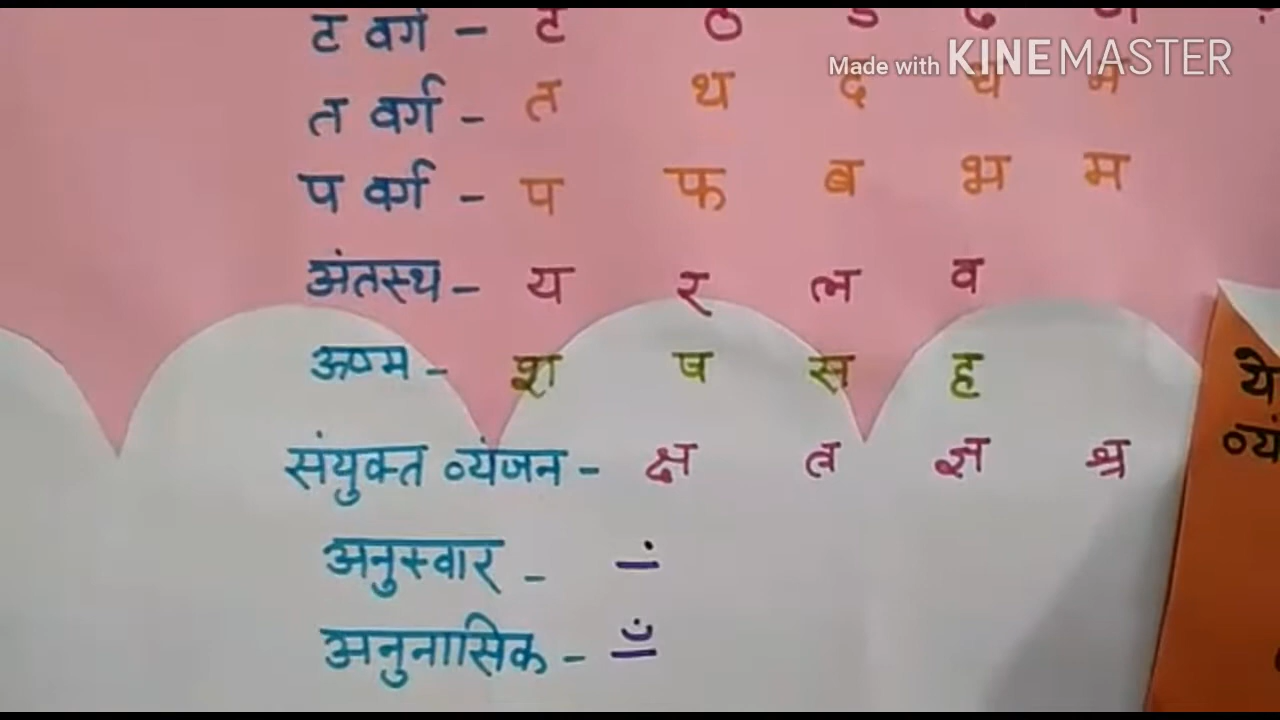 ट वर्ग - ट ठ ड ढ ण
Made with KINEMASTER
त वर्ग - त थ द ध न
प वर्ग - प फ ब भ म
अंतस्थ - य र ल व
ऊष्म - श ष स ह
ये
व्यं
संयुक्त व्यंजन - क्ष त्र ज्ञ श्र
अनुस्वार - ं
अनुनासिक - ँ